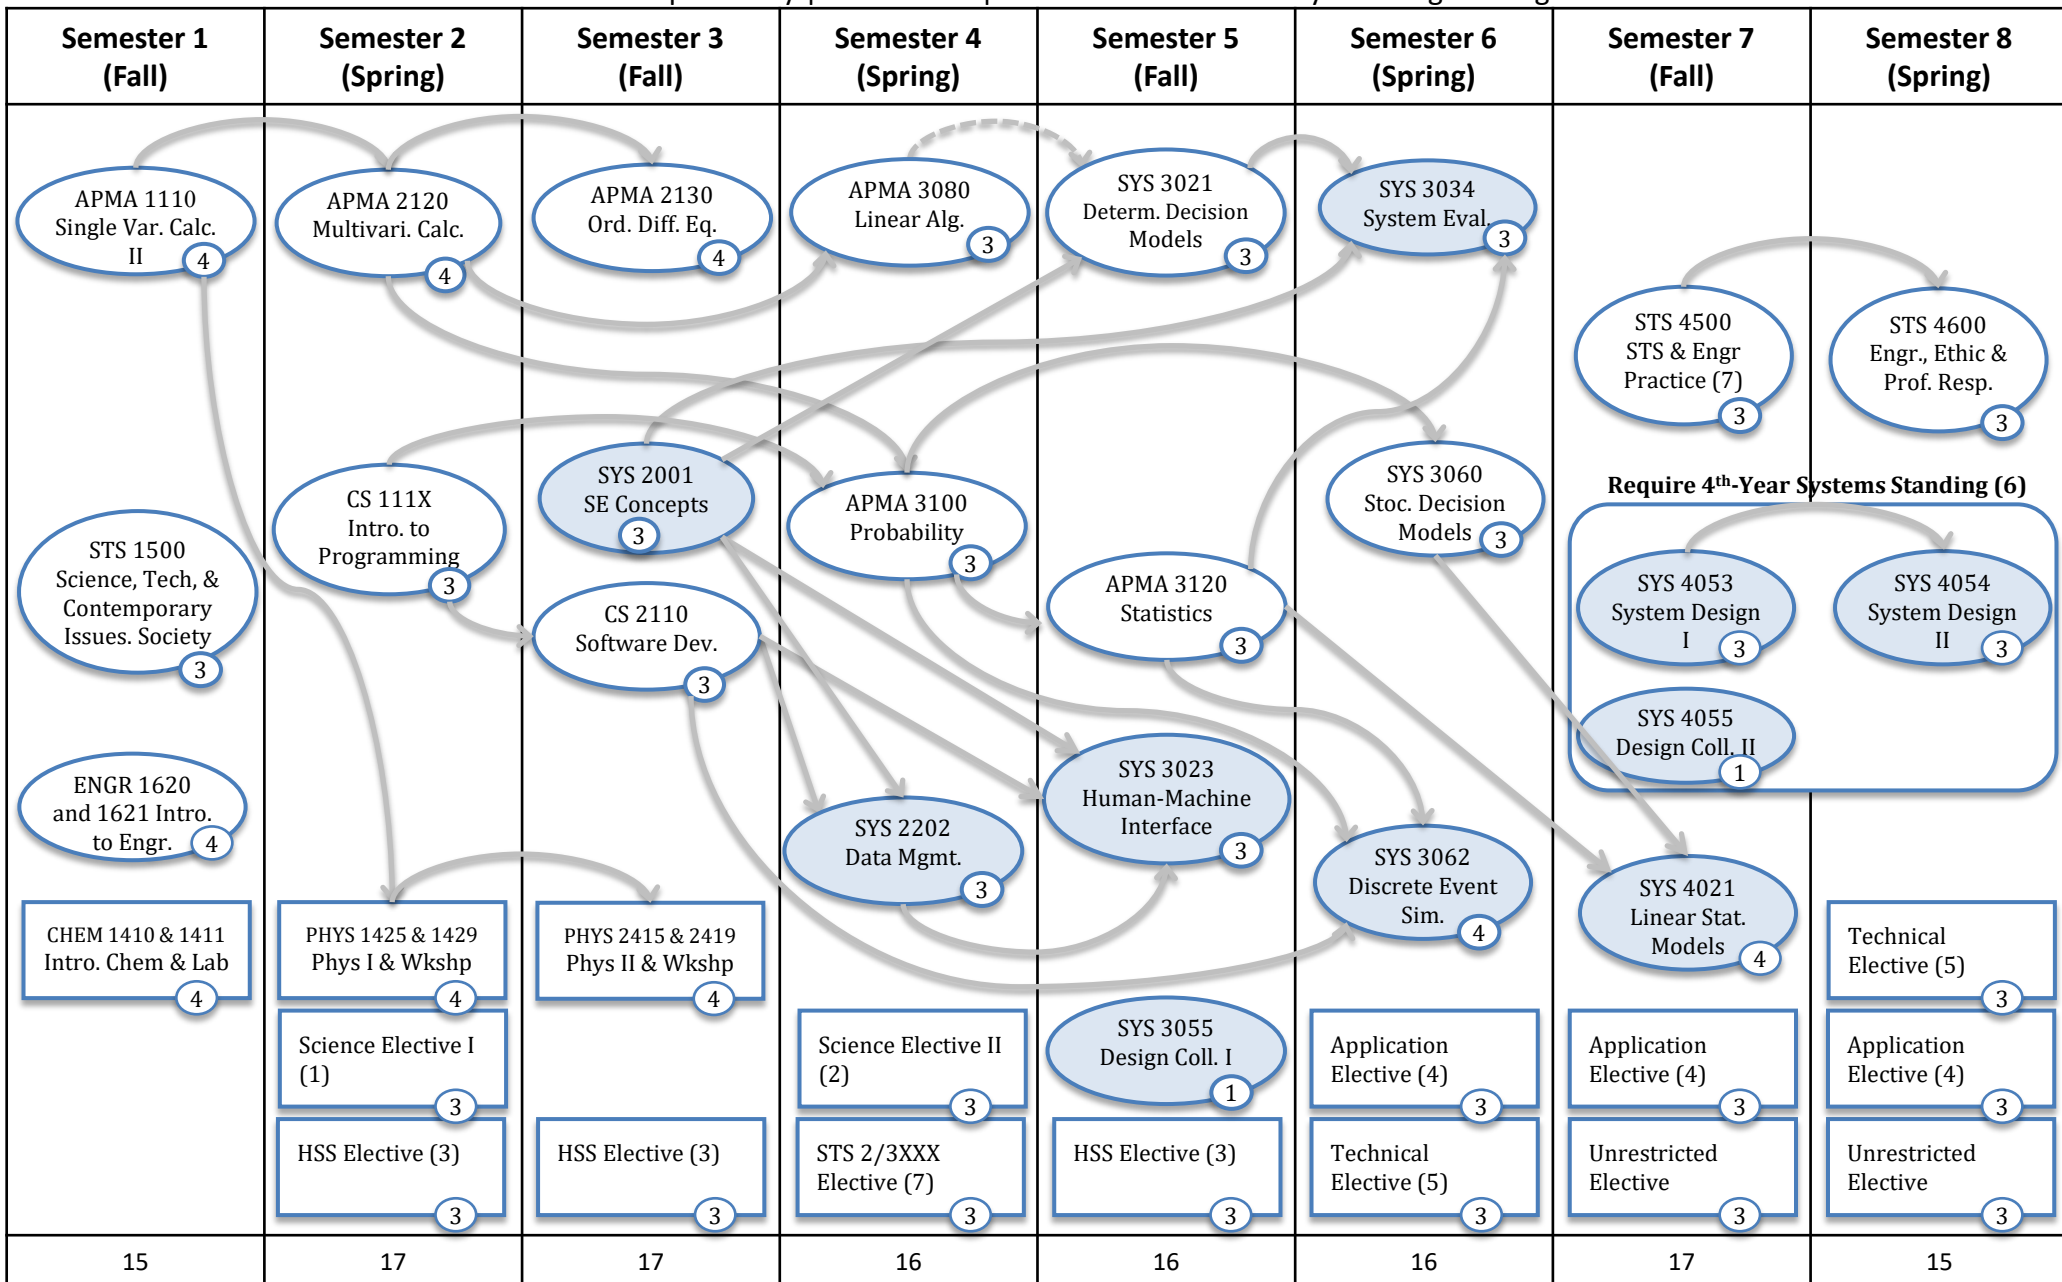 Semester 1
(Fall)
Semester 2
(Spring)
Semester 3
(Fall)
Semester 4
(Spring)
Semester 5
(Fall)
Semester 6
(Spring)
Semester 7
(Fall)
Semester 8
(Spring)
APMA 1110
Single Var. Calc.
II
4
STS 1500
Science, Tech, &
Contemporary
Issues. Society
3
ENGR 1620
and 1621 Intro.
to Engr.
4
CHEM 1410 & 1411
Intro. Chem & Lab
4
15
APMA 2120
Multivari. Calc.
4
CS 111X
Intro. to
Programming
3
PHYS 1425 & 1429
Phys I & Wkshp
4
Science Elective I
(1)
3
HSS Elective (3)
3
17
APMA 2130
Ord. Diff. Eq.
4
SYS 2001
SE Concepts
3
CS 2110
Software Dev.
3
PHYS 2415 & 2419
Phys II & Wkshp
4
HSS Elective (3)
3
17
APMA 3080
Linear Alg.
3
APMA 3100
Probability
3
SYS 2202
Data Mgmt.
3
Science Elective II
(2)
3
STS 2/3XXX
Elective (7)
3
16
SYS 3021
Determ. Decision
Models
3
APMA 3120
Statistics
3
SYS 3023
Human-Machine
Interface
3
SYS 3055
Design Coll. I
1
HSS Elective (3)
3
16
SYS 3034
System Eval.
3
SYS 3060
Stoc. Decision
Models
3
SYS 3062
Discrete Event
Sim.
4
Application
Elective (4)
3
Technical
Elective (5)
3
16
STS 4500
STS & Engr
Practice (7)
3
STS 4600
Engr., Ethic &
Prof. Resp.
3
Require 4th-Year Systems Standing (6)
SYS 4053
System Design
I
3
SYS 4054
System Design
II
3
SYS 4055
Design Coll. II
1
SYS 4021
Linear Stat.
Models
4
Application
Elective (4)
3
Unrestricted
Elective
3
17
Technical
Elective (5)
3
Application
Elective (4)
3
Unrestricted
Elective
3
15